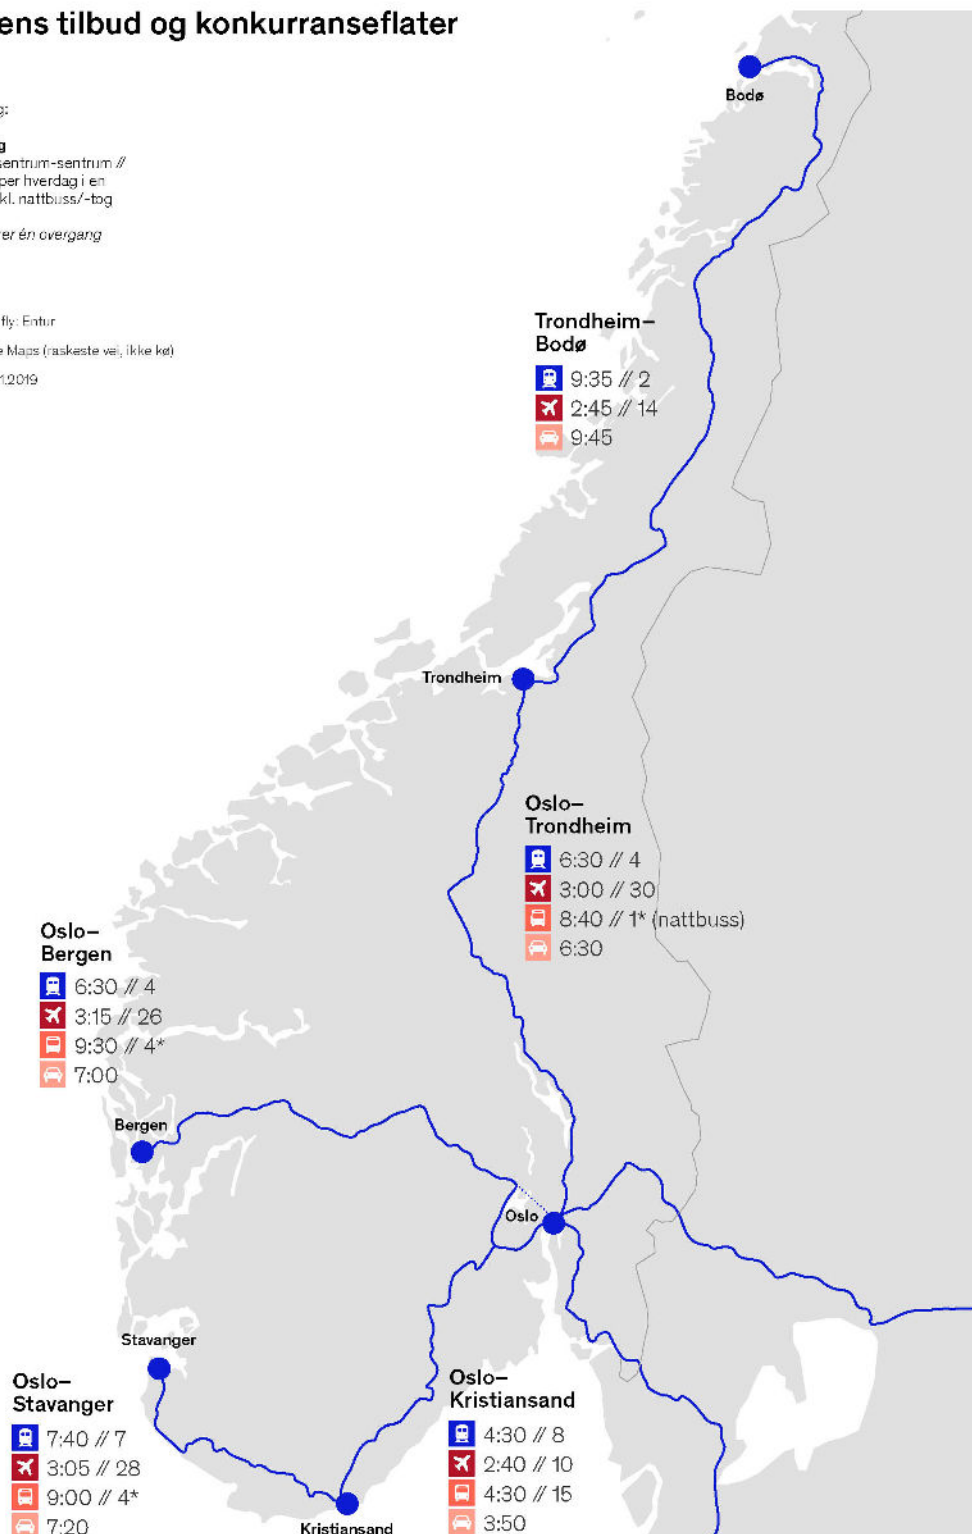 ens tilbud og konkurranseflater
g:
g
sentrum-sentrum //
per hverdag i en
kl. nattbuss/-tog
er én overgang
fly: Entur
e Maps (raskeste vei, ikke kø)
1.2019
Bodø
Trondheim–
Bodø
9:35 // 2
2:45 // 14
9:45
Trondheim
Oslo–
Trondheim
6:30 // 4
3:00 // 30
8:40 // 1* (nattbuss)
6:30
Oslo–
Bergen
6:30 // 4
3:15 // 26
9:30 // 4*
7:00
Bergen
Oslo
Stavanger
Oslo–
Stavanger
7:40 // 7
3:05 // 28
9:00 // 4*
7:20
Oslo–
Kristiansand
4:30 // 8
2:40 // 10
4:30 // 15
3:50
Kristiansand